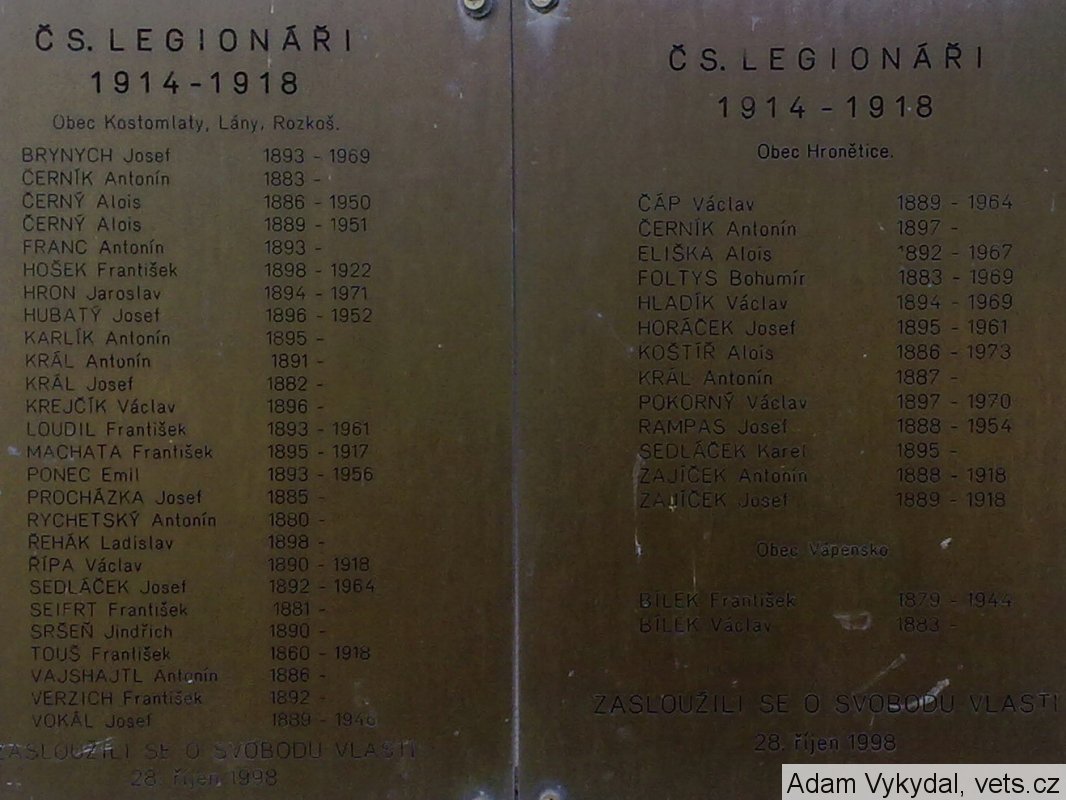 ČS. LEGIONÁŘI
1914 - 1918
Obec Kostomlaty, Lány, Rozkoš.
BRYNYCH Josef 1893 - 1969
ČERNÍK Antonín 1883 -
ČERNÝ Alois 1886 - 1950
ČERNÝ Alois 1889 - 1951
FRANC Antonín 1893 -
HOŠEK František 1898 - 1922
HRON Jaroslav 1894 - 1971
HUBATÝ Josef 1896 - 1952
KARLÍK Antonín 1895 -
KRÁL Antonín 1891 -
KRÁL Josef 1882 -
KREJČÍK Václav 1896 -
LOUDIL František 1893 - 1961
MACHATA František 1895 - 1917
PONEC Emil 1893 - 1956
PROCHÁZKA Josef 1885 -
RYCHETSKÝ Antonín 1880 -
ŘEHÁK Ladislav 1898 -
ŘÍPA Václav 1890 - 1918
SEDLÁČEK Josef 1892 - 1964
SEIFRT František 1881 -
SRŠEŇ Jindřich 1890 -
TOUŠ František 1860 - 1918
VAJSHAJTL Antonín 1886 -
VERZICH František 1892 -
VOKÁL Josef 1889 - 1946
ZASLOUŽILI SE O SVOBODU VLASTI
28. říjen 1998
ČS. LEGIONÁŘI
1914 - 1918
Obec Hronětice.
ČÁP Václav 1889 - 1964
ČERNÍK Antonín 1897 -
ELIŠKA Alois 1892 - 1967
FOLTYS Bohumír 1883 - 1969
HLADÍK Václav 1894 - 1969
HORÁČEK Josef 1895 - 1961
KOŠTÍŘ Alois 1886 - 1973
KRÁL Antonín 1887 -
POKORNÝ Václav 1897 - 1970
RAMPAS Josef 1888 - 1954
SEDLÁČEK Karel 1895 -
ZAJÍČEK Antonín 1888 - 1918
ZAJÍČEK Josef 1889 - 1918
Obec Vápensko
BÍLEK František 1879 - 1944
BÍLEK Václav 1883 -
ZASLOUŽILI SE O SVOBODU VLASTI
28. říjen 1998
Adam Vykydal, vets.cz